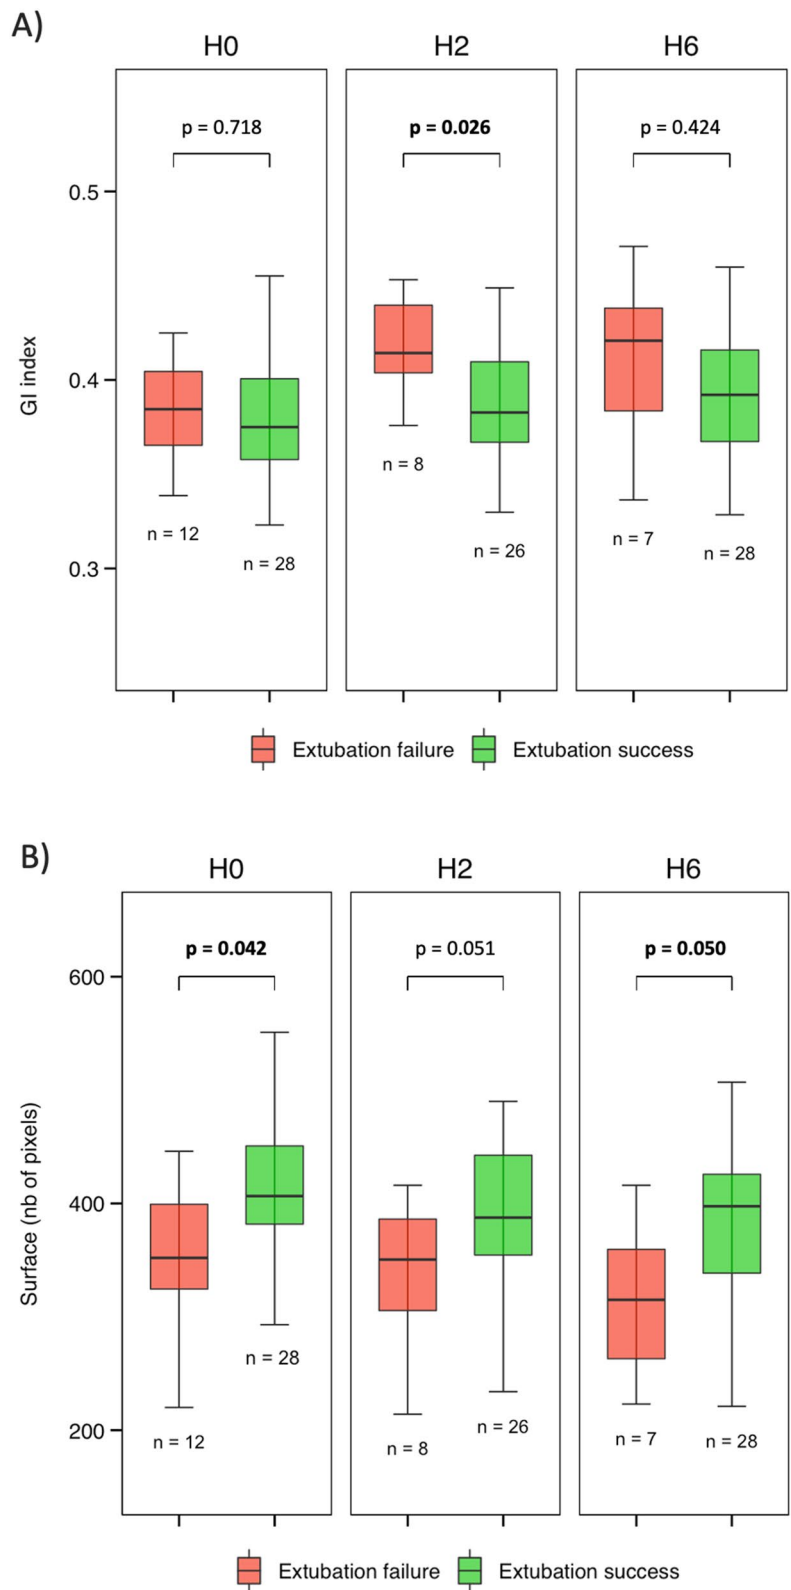 A)
H0 H2 H6
p = 0.718 p = 0.026 p = 0.424
0.5
0.4
0.3
GI index
n = 12 n = 28 n = 8 n = 26 n = 7 n = 28
Extubation failure Extubation success
B)
H0 H2 H6
p = 0.042 p = 0.051 p = 0.050
600
400
200
Surface (nb of pixels)
n = 12 n = 28 n = 8 n = 26 n = 7 n = 28
Extubation failure Extubation success